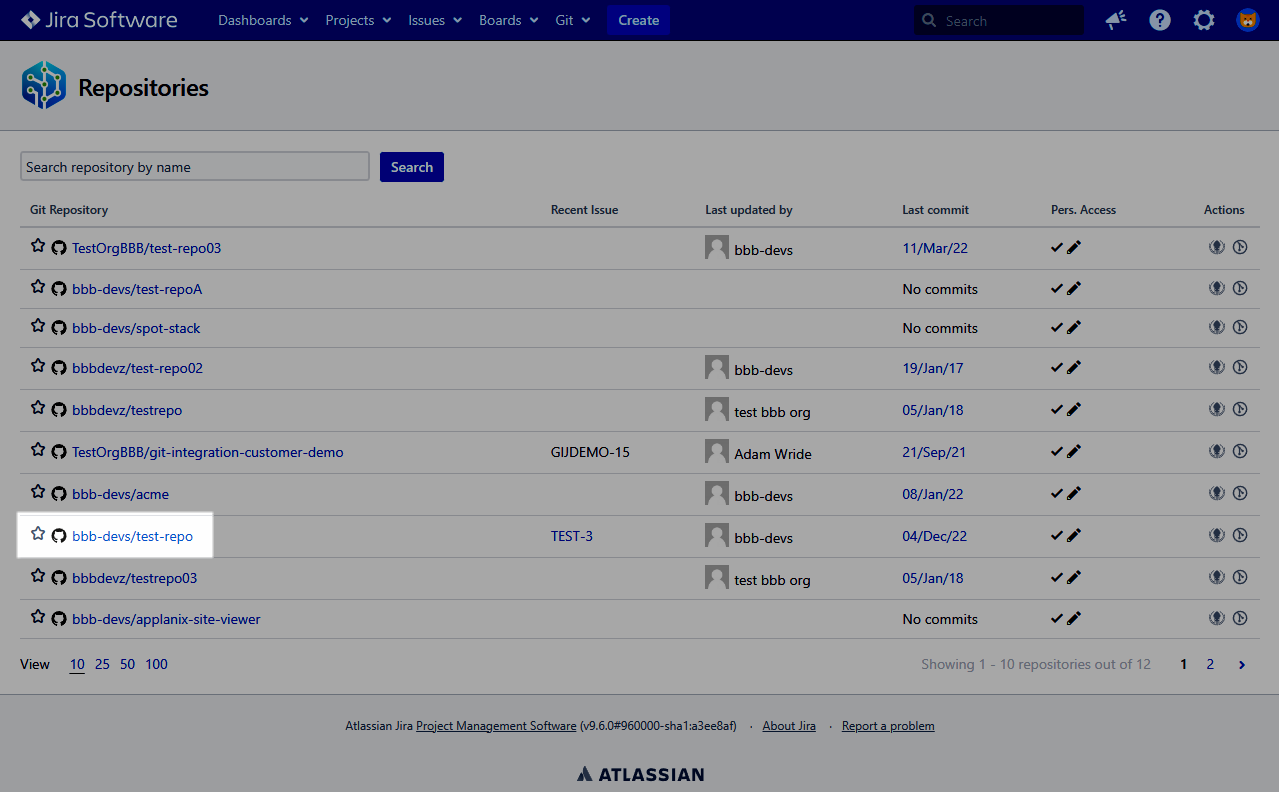 Jira Software Dashboards Projects Issues Boards Git Create Search
Repositories
Search repository by name Search
Git Repository Recent Issue Last updated by Last commit Pers. Access Actions
TestOrgBBB/test-repo03 bbb-devs 11/Mar/22
bbb-devs/test-repoA No commits
bbb-devs/spot-stack No commits
bbbdevz/test-repo02 bbb-devs 19/Jan/17
bbbdevz/testrepo test bbb org 05/Jan/18
TestOrgBBB/git-integration-customer-demo GIJDEMO-15 Adam Wride 21/Sep/21
bbb-devs/acme bbb-devs 08/Jan/22
bbb-devs/test-repo TEST-3 bbb-devs 04/Dec/22
bbbdevz/testrepo03 test bbb org 05/Jan/18
bbb-devs/applanix-site-viewer No commits
View 10 25 50 100 Showing 1 - 10 repositories out of 12 1 2
Atlassian Jira Project Management Software (v9.6.0#960000-sha1:a3ee8af) · About Jira · Report a problem
ATLASSIAN